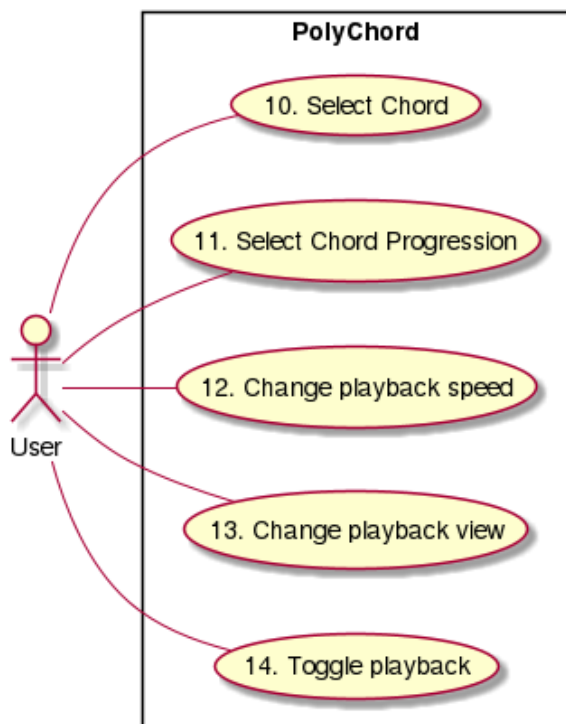 PolyChord
10. Select Chord
11. Select Chord Progression
12. Change playback speed
User
13. Change playback view
14. Toggle playback